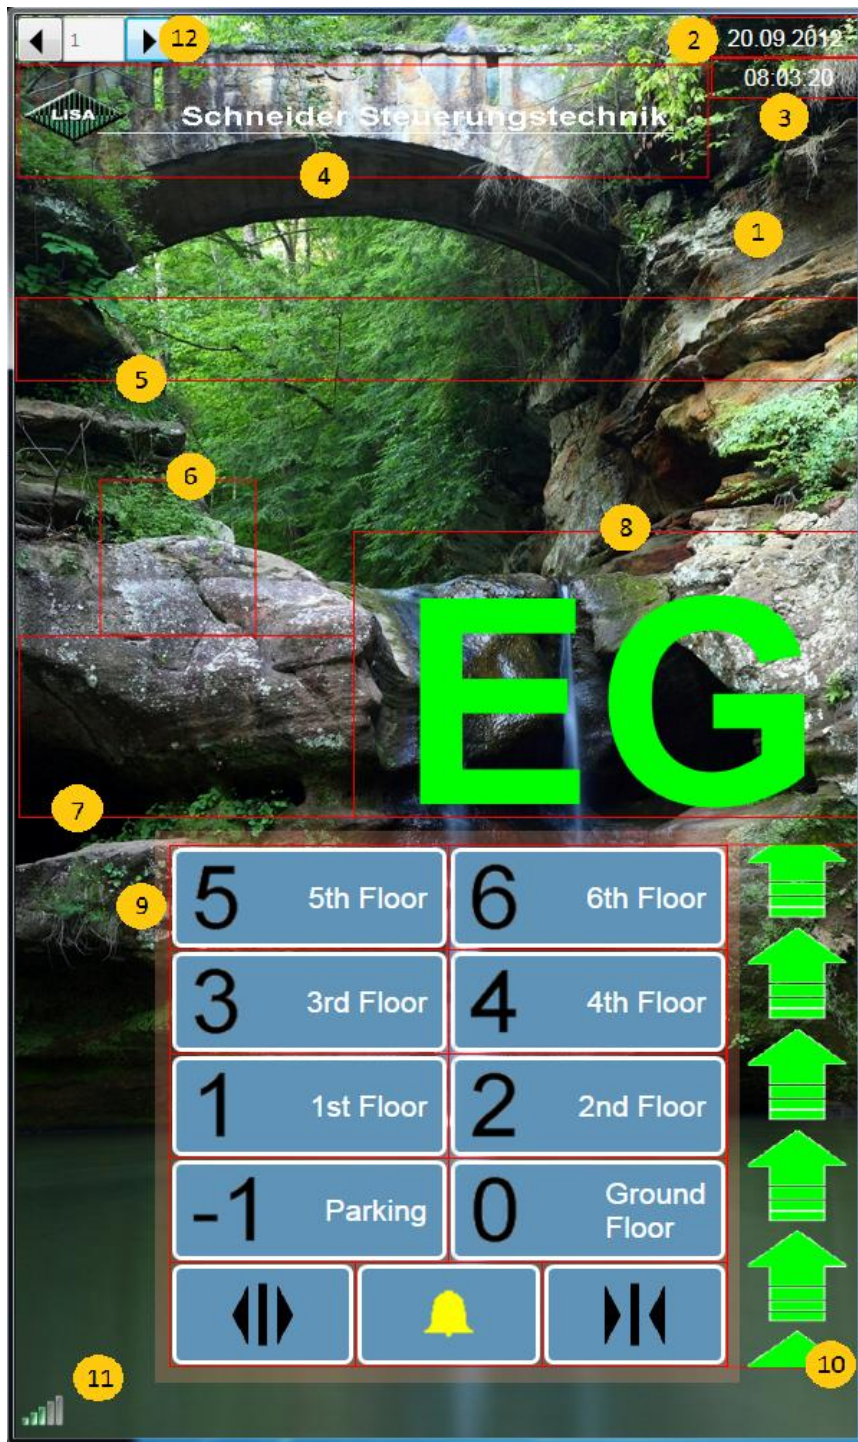 1
12
2
20.09.2012
08:03:20
3
LiSA
Schneider Steuerungstechnik
4
1
5
6
8
EG
7
9
5 5th Floor
6 6th Floor
3 3rd Floor
4 4th Floor
1 1st Floor
2 2nd Floor
-1 Parking
0 Ground
Floor
10
11